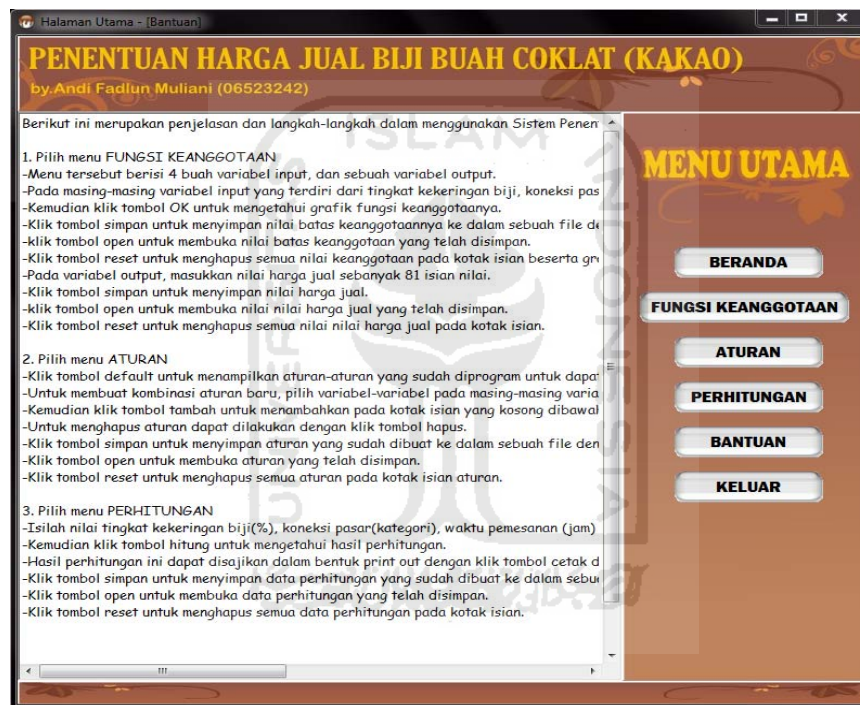 Halaman Utama - [Bantuan]
PENENTUAN HARGA JUAL BIJI BUAH COKLAT (KAKAO)
by.Andi Fadlun Muliani (06523242)
Berikut ini merupakan penjelasan dan langkah-langkah dalam menggunakan Sistem Penen
1. Pilih menu FUNGSI KEANGGOTAAN
-Menu tersebut berisi 4 buah variabel input, dan sebuah variabel output.
-Pada masing-masing variabel input yang terdiri dari tingkat kekeringan biji, koneksi pas
-Kemudian klik tombol OK untuk mengetahui grafik fungsi keanggotaanya.
-Klik tombol simpan untuk menyimpan nilai batas keanggotaannya ke dalam sebuah file de
-klik tombol open untuk membuka nilai batas keanggotaan yang telah disimpan.
-Klik tombol reset untuk menghapus semua nilai keanggotaan pada kotak isian beserta gr
-Pada variabel output, masukkan nilai harga jual sebanyak 81 isian nilai.
-Klik tombol simpan untuk menyimpan nilai harga jual.
-klik tombol open untuk membuka nilai nilai harga jual yang telah disimpan.
-Klik tombol reset untuk menghapus semua nilai nilai harga jual pada kotak isian.
2. Pilih menu ATURAN
-Klik tombol default untuk menampilkan aturan-aturan yang sudah diprogram untuk dapat
-Untuk membuat kombinasi aturan baru, pilih variabel-variabel pada masing-masing varia
-Kemudian klik tombol tambah untuk menambahkan pada kotak isian yang kosong dibawal
-Untuk menghapus aturan dapat dilakukan dengan klik tombol hapus.
-Klik tombol simpan untuk menyimpan aturan yang sudah dibuat ke dalam sebuah file den
-Klik tombol open untuk membuka aturan yang telah disimpan.
-Klik tombol reset untuk menghapus semua aturan pada kotak isian aturan.
3. Pilih menu PERHITUNGAN
-Isilah nilai tingkat kekeringan biji(%), koneksi pasar(kategori), waktu pemesanan (jam)
-Kemudian klik tombol hitung untuk mengetahui hasil perhitungan.
-Hasil perhitungan ini dapat disajikan dalam bentuk print out dengan klik tombol cetak d
-Klik tombol simpan untuk menyimpan data perhitungan yang sudah dibuat ke dalam sebu
-Klik tombol open untuk membuka data perhitungan yang telah disimpan.
-Klik tombol reset untuk menghapus semua data perhitungan pada kotak isian.
MENU UTAMA
BERANDA
FUNGSI KEANGGOTAAN
ATURAN
PERHITUNGAN
BANTUAN
KELUAR
ISLAM
UNIVERSITAS
INDONESIA